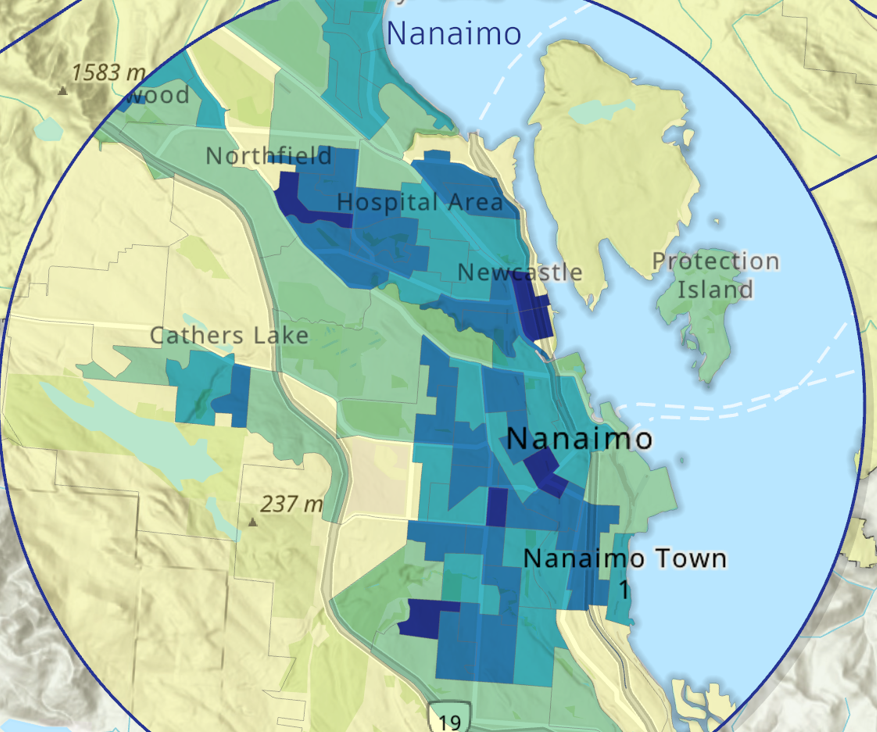 Nanaimo
1583 m
wood
Northfield
Hospital Area
Newcastle
Protection
Island
Cathers Lake
Nanaimo
237 m
Nanaimo Town
1
19